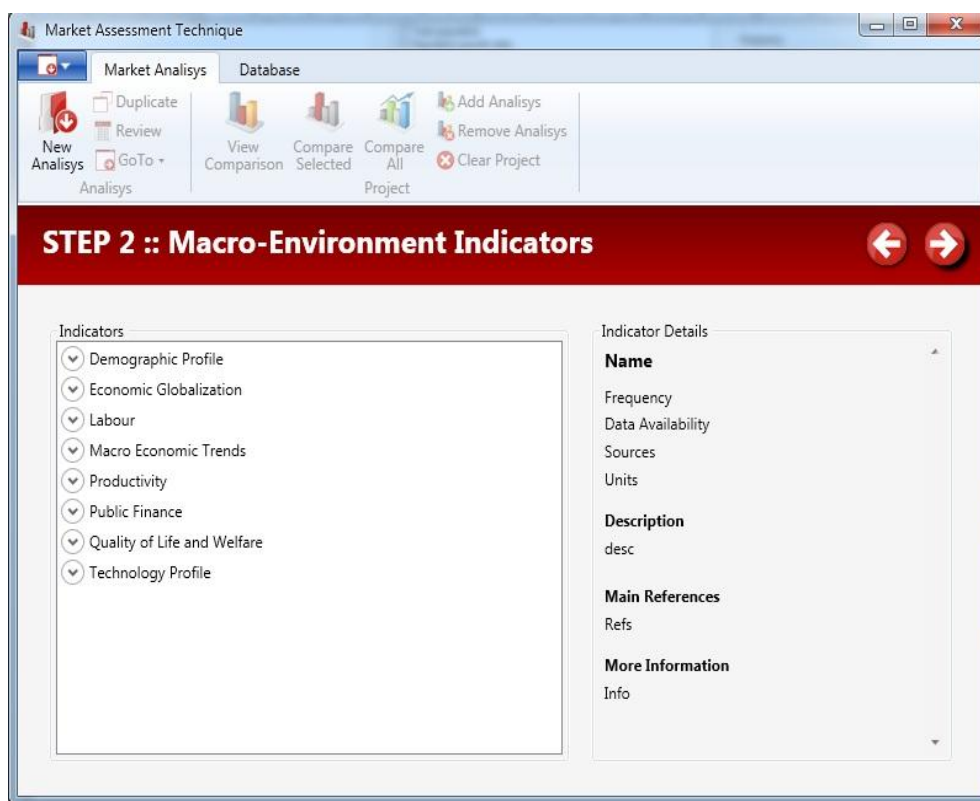 Market Assessment Technique
Market Analisys Database
New Analisys
Duplicate
Review
GoTo
Analisys
View Comparison
Compare Selected
Compare All
Add Analisys
Remove Analisys
Clear Project
Project
STEP 2 :: Macro-Environment Indicators
Indicators
Demographic Profile
Economic Globalization
Labour
Macro Economic Trends
Productivity
Public Finance
Quality of Life and Welfare
Technology Profile
Indicator Details
Name
Frequency
Data Availability
Sources
Units
Description
desc
Main References
Refs
More Information
Info